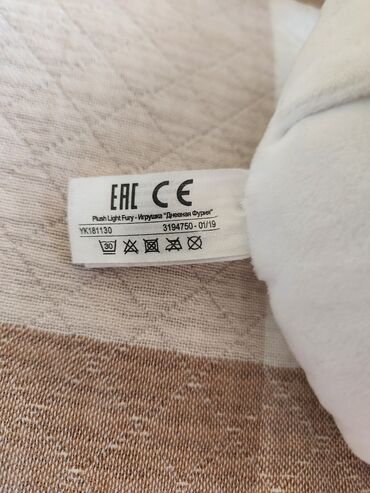 EAC CE
Plush Light Fury - Игрушка "Дневная Фурия"
YK181130 3194750 - 01/19
30